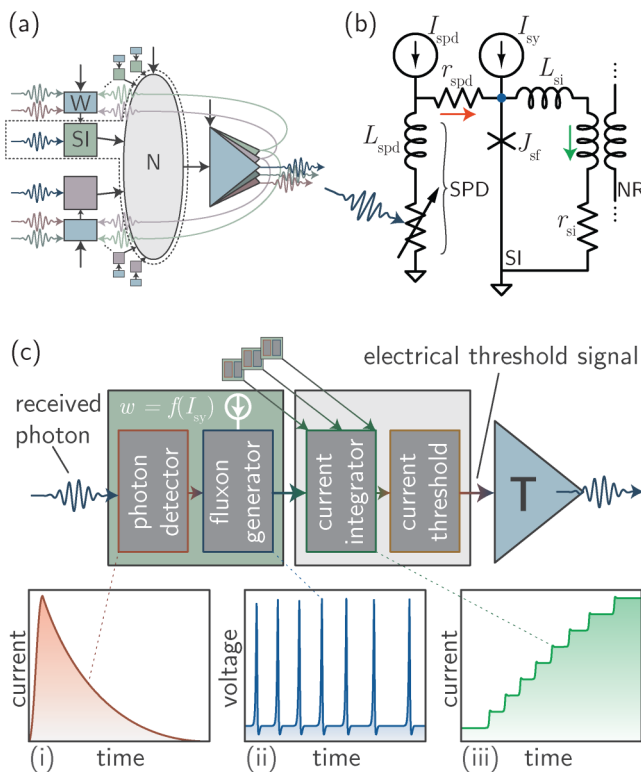 (a)
W
SI
N
(b)
I_spd
I_sy
r_spd
L_si
L_spd
J_sf
SPD
NR
r_si
SI
(c)
electrical threshold signal
received
photon
w = f(I_sy)
photon
detector
fluxon
generator
current
integrator
current
threshold
T
current
(i)
time
voltage
(ii)
time
current
(iii)
time